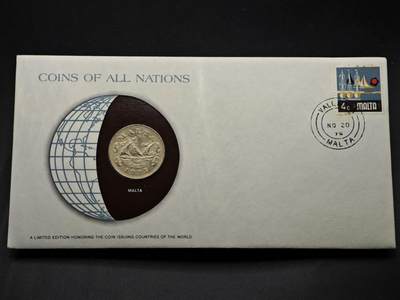 COINS OF ALL NATIONS
MALTA
A LIMITED EDITION HONORING THE COIN ISSUING COUNTRIES OF THE WORLD
4c MALTA
NO 20
MALTA